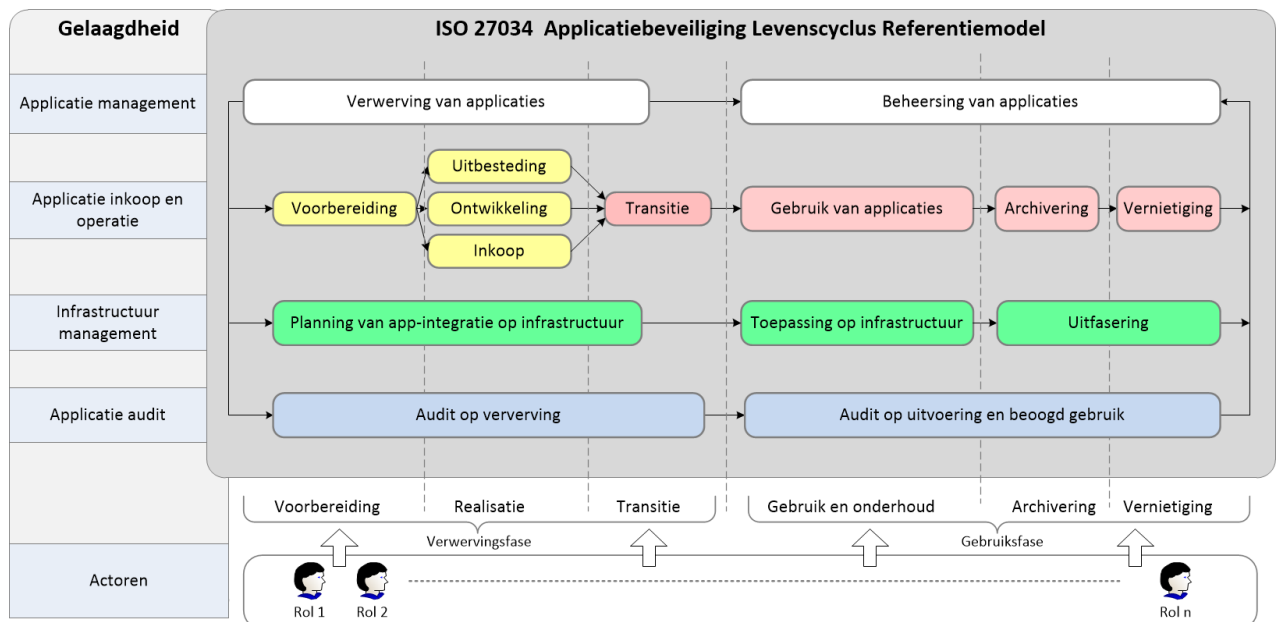 Gelaagdheid
ISO 27034 Applicatiebeveiliging Levenscyclus Referentiemodel
Applicatie management
Verwerving van applicaties
Beheersing van applicaties
Applicatie inkoop en
operatie
Voorbereiding
Uitbesteding
Ontwikkeling
Inkoop
Transitie
Gebruik van applicaties
Archivering
Vernietiging
Infrastructuur
management
Planning van app-integratie op infrastructuur
Toepassing op infrastructuur
Uitfasering
Applicatie audit
Audit op ververving
Audit op uitvoering en beoogd gebruik
Voorbereiding
Realisatie
Transitie
Gebruik en onderhoud
Archivering
Vernietiging
Verwervingsfase
Gebruiksfase
Actoren
Rol 1
Rol 2
Rol n